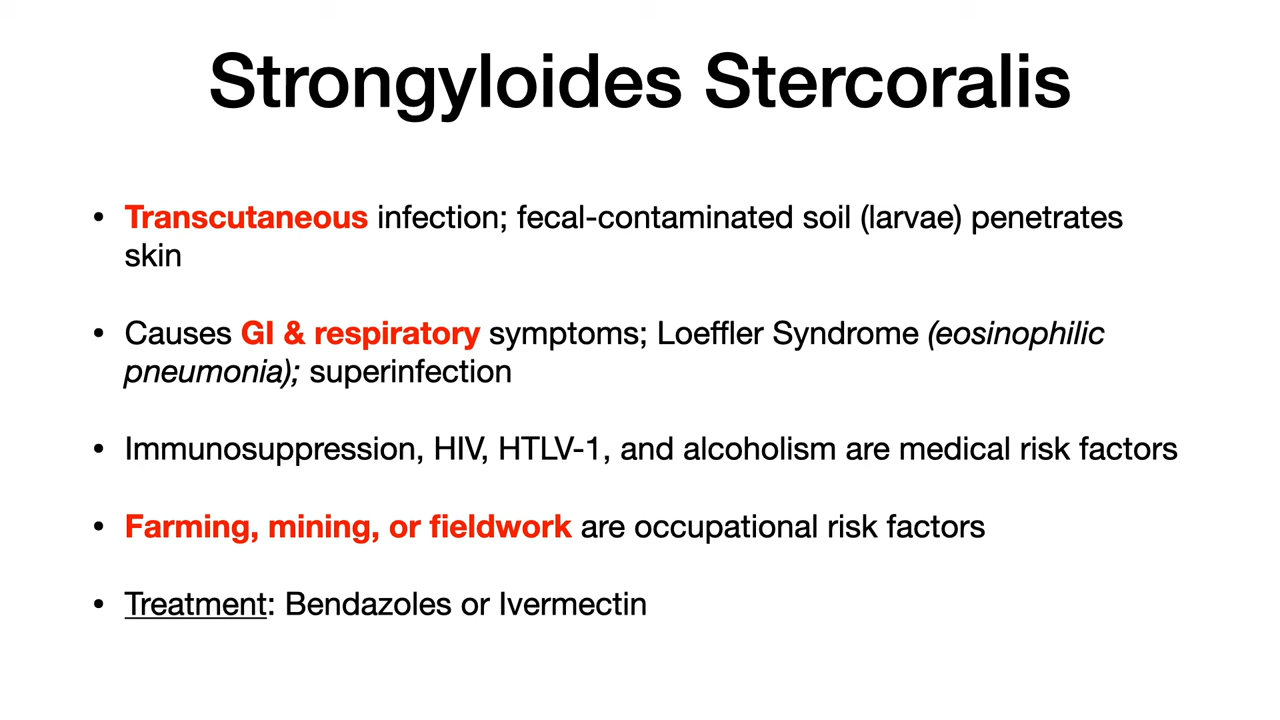 Strongyloides Stercoralis
• Transcutaneous infection; fecal-contaminated soil (larvae) penetrates
skin
• Causes GI & respiratory symptoms; Loeffler Syndrome (eosinophilic
pneumonia); superinfection
• Immunosuppression, HIV, HTLV-1, and alcoholism are medical risk factors
• Farming, mining, or fieldwork are occupational risk factors
• Treatment: Bendazoles or Ivermectin